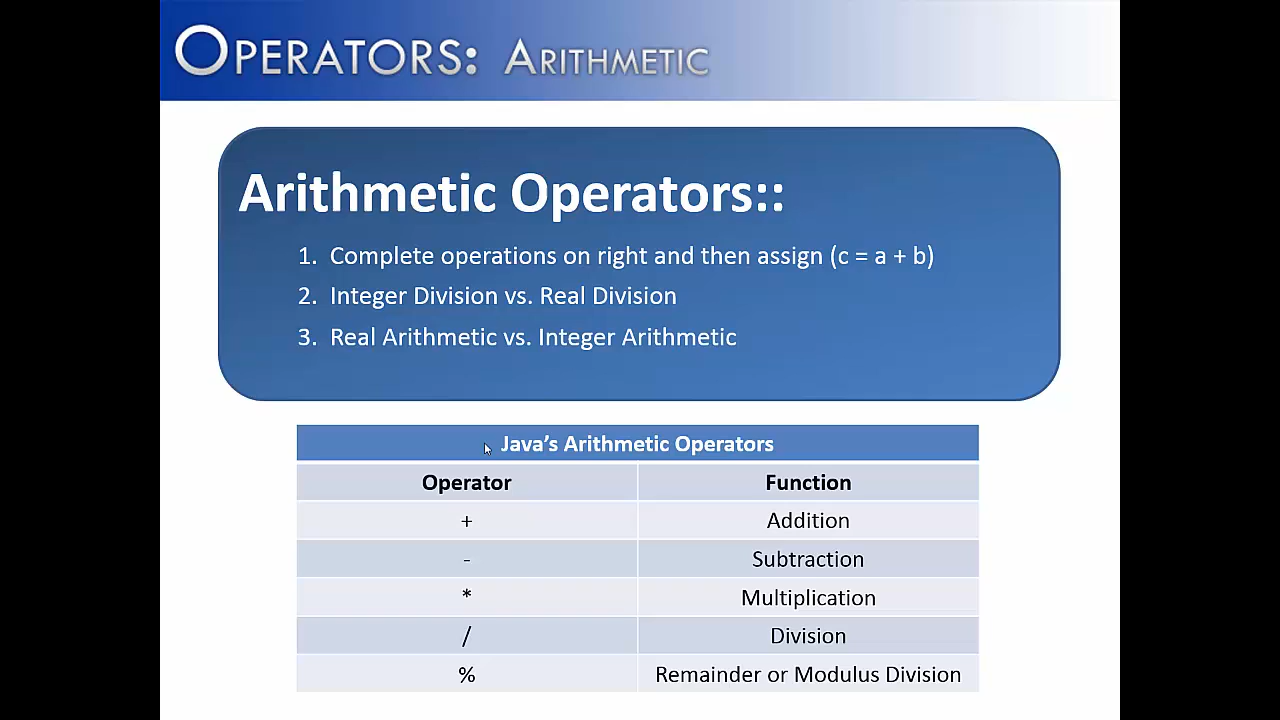 OPERATORS: ARITHMETIC
Arithmetic Operators::
1. Complete operations on right and then assign (c = a + b)
2. Integer Division vs. Real Division
3. Real Arithmetic vs. Integer Arithmetic
Java’s Arithmetic Operators
Operator Function
+ Addition
- Subtraction
* Multiplication
/ Division
% Remainder or Modulus Division